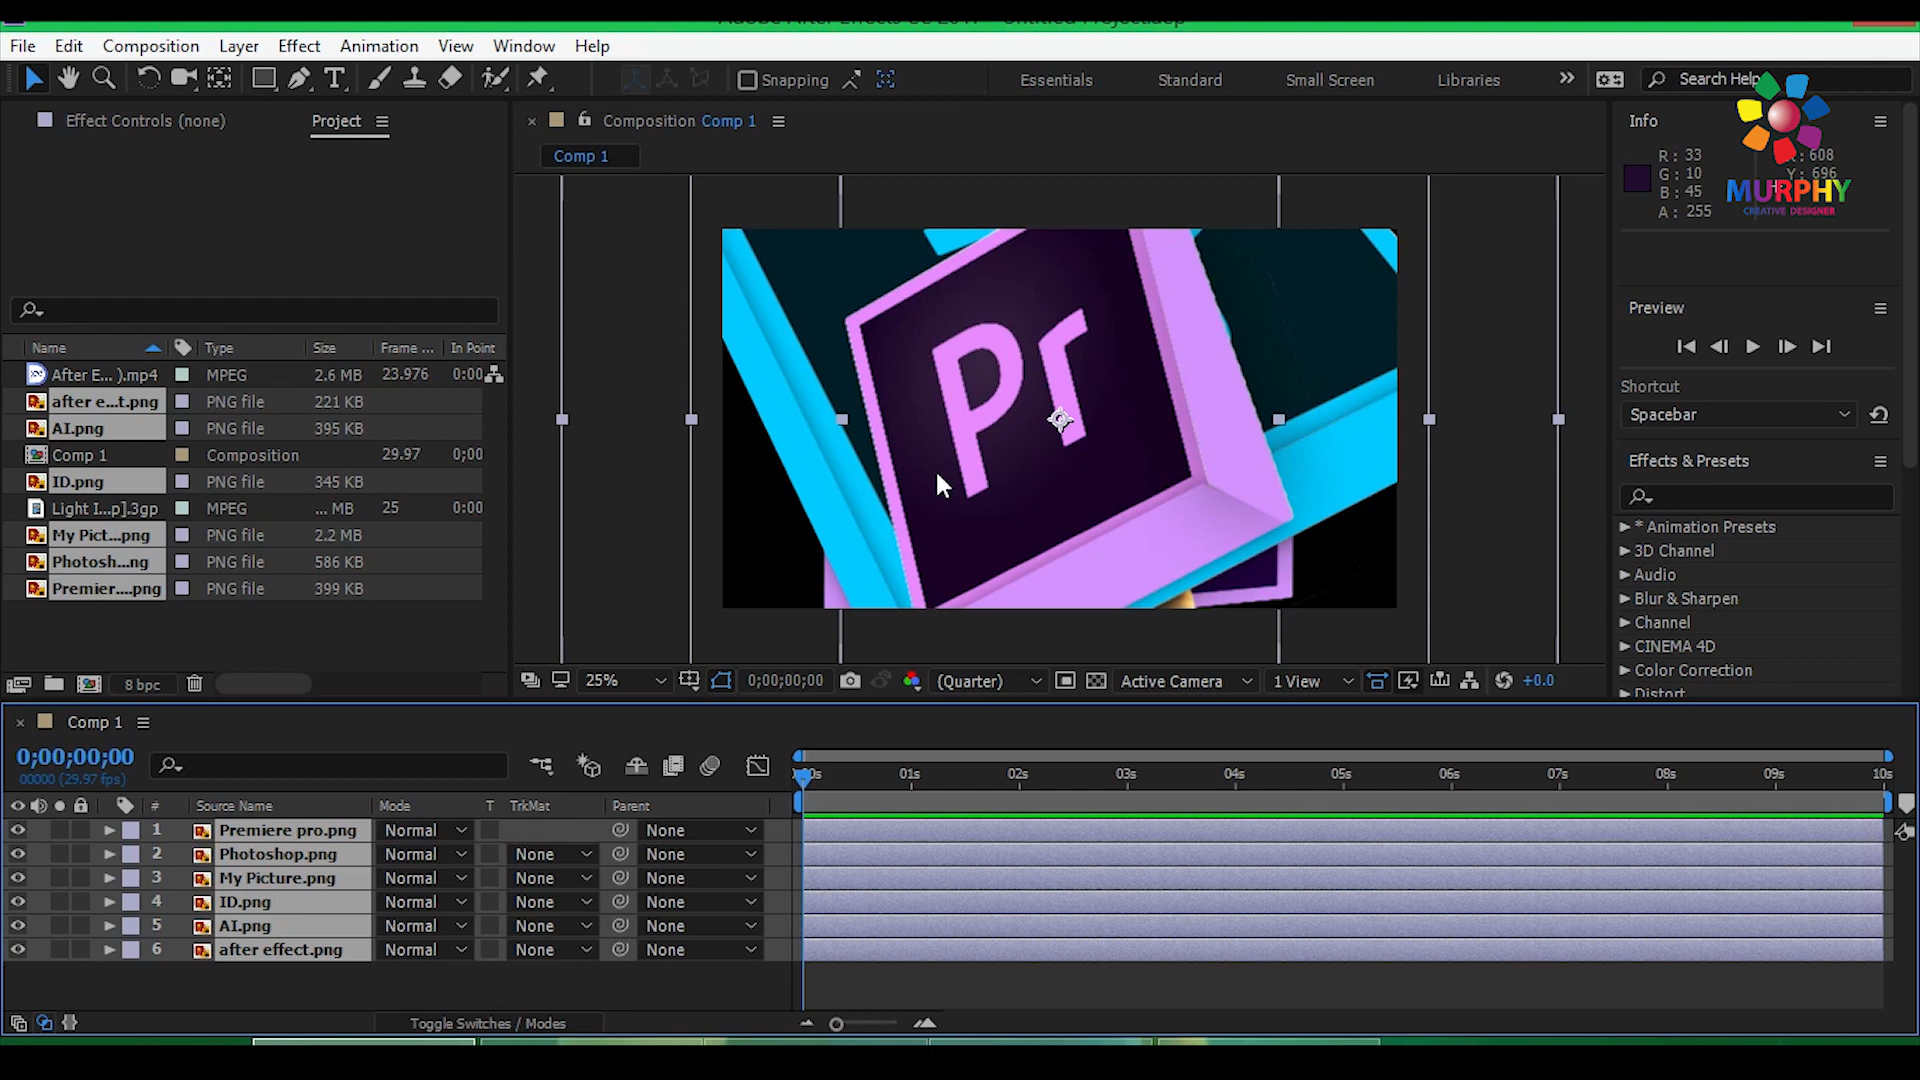 Adobe After Effects CC 2017 - Untitled Project.aep
File Edit Composition Layer Effect Animation View Window Help
Snapping Essentials Standard Small Screen Libraries Search Help
Effect Controls (none) Project
Composition Comp 1
Comp 1
Info
R : 33
G : 10
B : 45
A : 255
X : 608
Y : 696
MURPHY
CREATIVE DESIGNER
Pr
Preview
Shortcut
Spacebar
Effects & Presets
* Animation Presets
3D Channel
Audio
Blur & Sharpen
Channel
CINEMA 4D
Color Correction
Distort
Name Type Size Frame ... In Point
After E... ).mp4 MPEG 2.6 MB 23.976 0:00
after e...t.png PNG file 221 KB
AI.png PNG file 395 KB
Comp 1 Composition 29.97 0;00
ID.png PNG file 345 KB
Light I...p].3gp MPEG ... MB 25 0:00
My Pict...png PNG file 2.2 MB
Photosh...ng PNG file 586 KB
Premier....png PNG file 399 KB
8 bpc
25% 0;00;00;00 (Quarter) Active Camera 1 View +0.0
Comp 1
0;00;00;00
00000 (29.97 fps)
01s 02s 03s 04s 05s 06s 07s 08s 09s 10s
# Source Name Mode T TrkMat Parent
1 Premiere pro.png Normal None
2 Photoshop.png Normal None None
3 My Picture.png Normal None None
4 ID.png Normal None None
5 AI.png Normal None None
6 after effect.png Normal None None
Toggle Switches / Modes